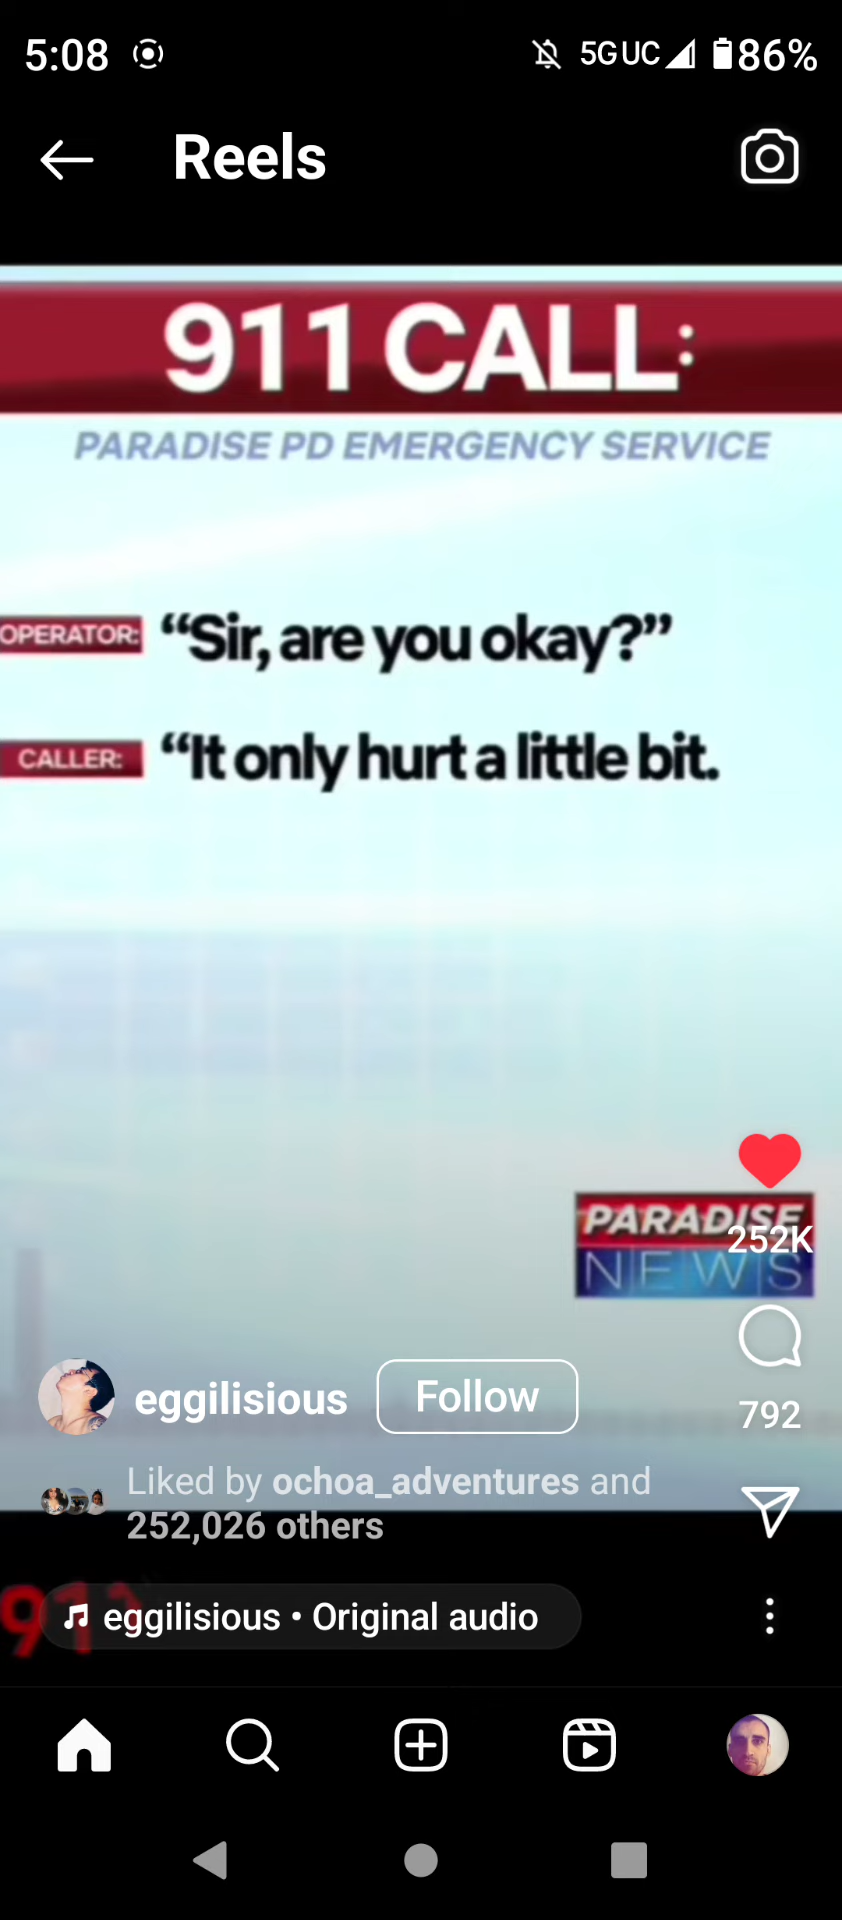 5:08 5G UC 86%
Reels
911 CALL:
PARADISE PD EMERGENCY SERVICE
OPERATOR: “Sir, are you okay?”
CALLER: “It only hurt a little bit.
PARADISE
252K
NEWS
eggilisious Follow
792
Liked by ochoa_adventures and
252,026 others
911
eggilisious • Original audio